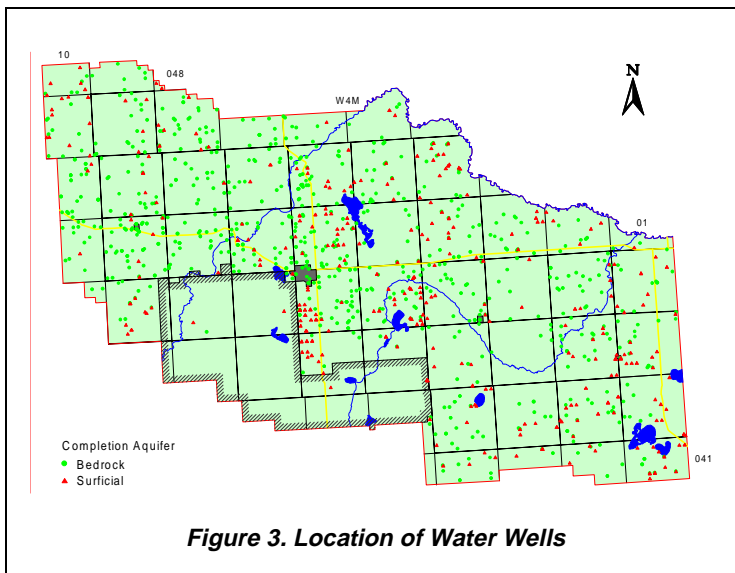 10
048
W4M
N
01
Completion Aquifer
Bedrock
Surficial
041
Figure 3. Location of Water Wells